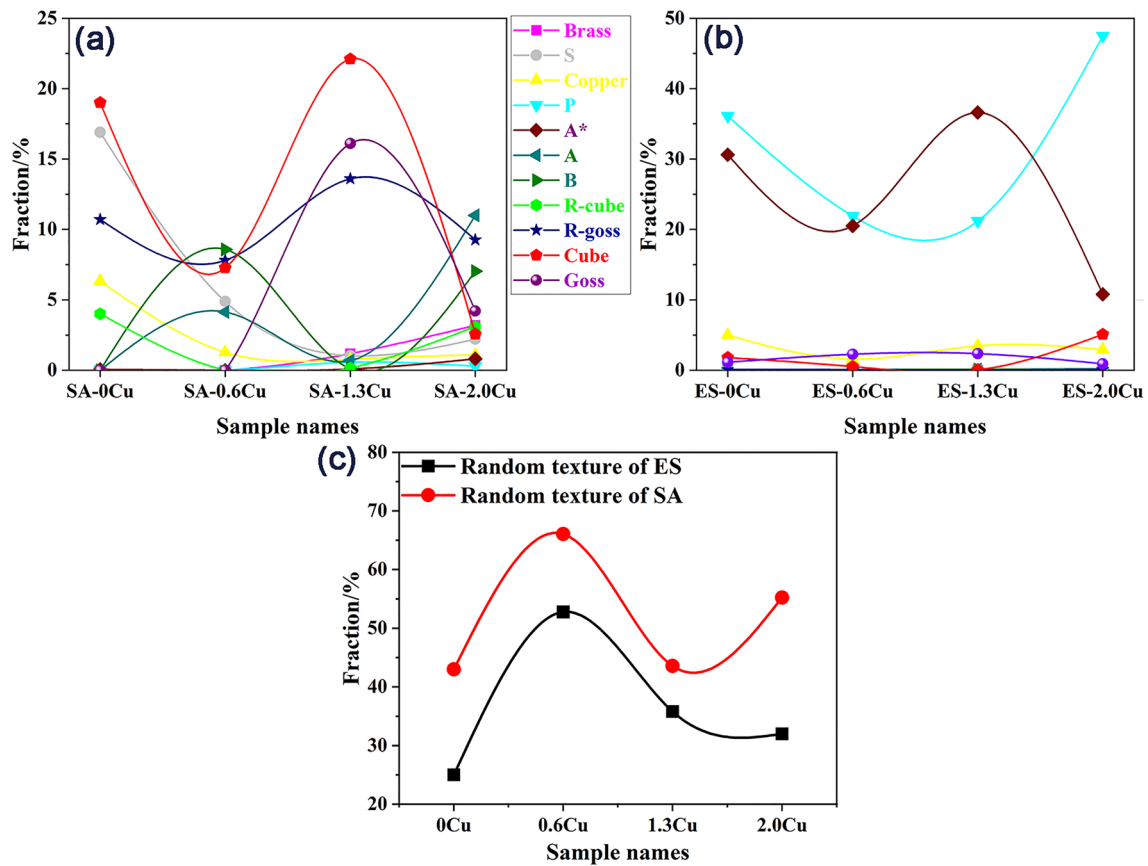 (a)
25
20
15
10
5
0
Fraction/%
SA-0Cu SA-0.6Cu SA-1.3Cu SA-2.0Cu
Sample names
Brass
S
Copper
P
A*
A
B
R-cube
R-goss
Cube
Goss
(b)
50
40
30
20
10
0
Fraction/%
ES-0Cu ES-0.6Cu ES-1.3Cu ES-2.0Cu
Sample names
(c)
80
70
60
50
40
30
20
Fraction/%
Random texture of ES
Random texture of SA
0Cu 0.6Cu 1.3Cu 2.0Cu
Sample names